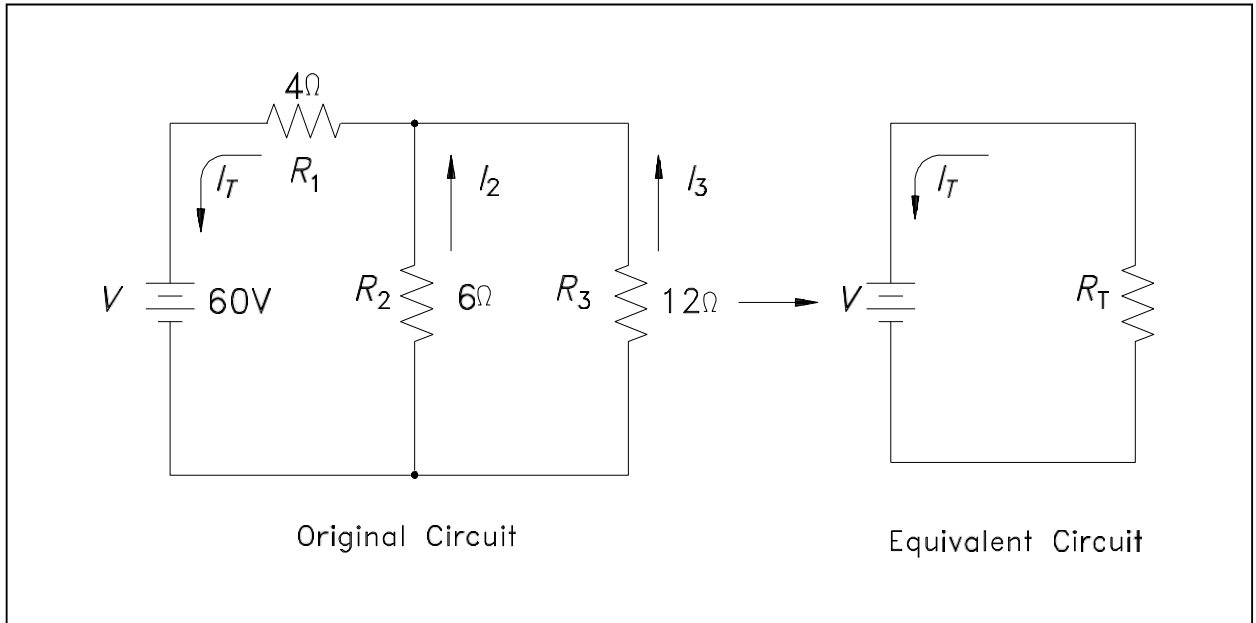 4Ω
I_T
R_1
I_2
I_3
I_T
V
60V
R_2
6Ω
R_3
12Ω
V
R_T
Original Circuit
Equivalent Circuit